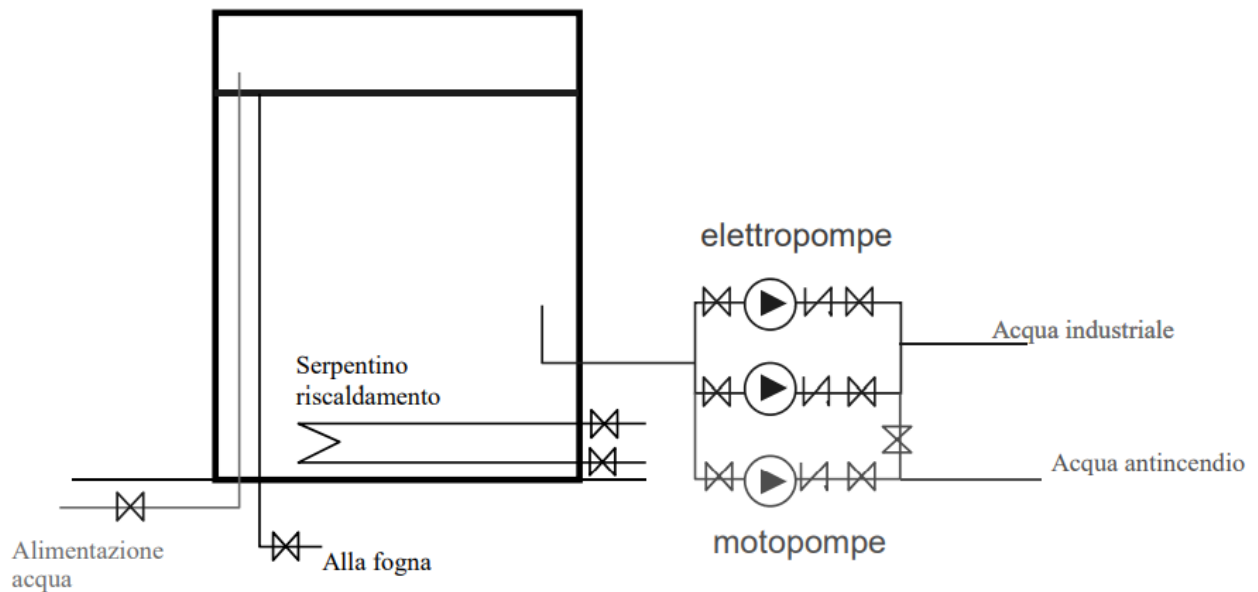 elettropompe
Acqua industriale
Serpentino
riscaldamento
Acqua antincendio
motopompe
Alimentazione
acqua
Alla fogna